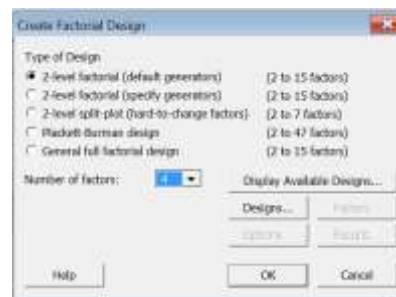 Create Factorial Design
Type of Design
2-level factorial (default generators) (2 to 15 factors)
2-level factorial (specify generators) (2 to 15 factors)
2-level split-plot (hard-to-change factors) (2 to 7 factors)
Plackett-Burman design (2 to 47 factors)
General full factorial design (2 to 15 factors)
Number of factors: 4 Display Available Designs...
Designs... Factors...
Options... Results...
Help OK Cancel